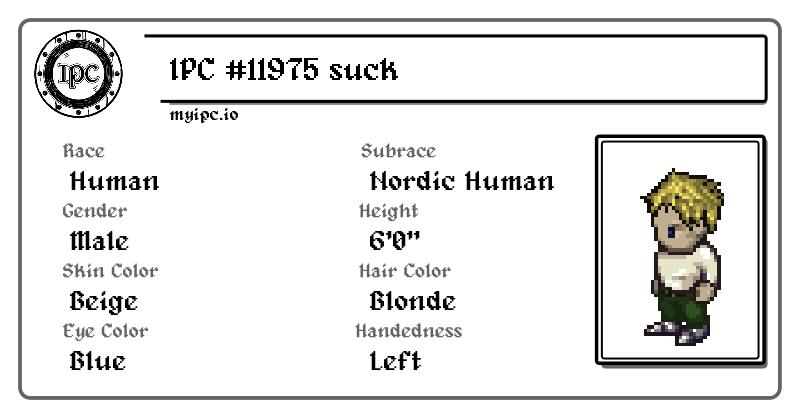 IPC
IPC #11975 suck
myipc.io
Race
Human
Subrace
Nordic Human
Gender
Male
Height
6'0"
Skin Color
Beige
Hair Color
Blonde
Eye Color
Blue
Handedness
Left